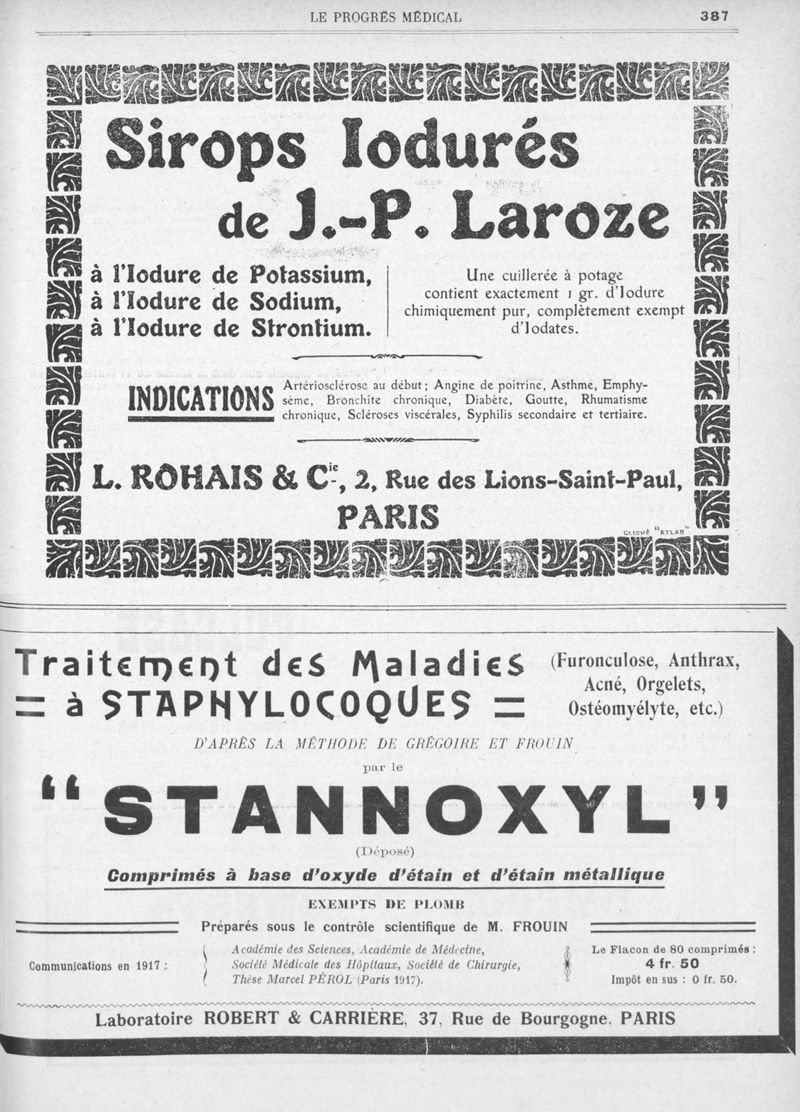 LE PROGRÈS MÉDICAL
387
Sirops Iodurés
de J.-P. Laroze
à l'Iodure de Potassium,
à l'Iodure de Sodium,
à l'Iodure de Strontium.
Une cuillerée à potage
contient exactement 1 gr. d'Iodure
chimiquement pur, complètement exempt
d'Iodates.
INDICATIONS
Artériosclérose au début; Angine de poitrine, Asthme, Emphy-
sème, Bronchite chronique, Diabète, Goutte, Rhumatisme
chronique, Scléroses viscérales, Syphilis secondaire et tertiaire.
L. ROHAIS & Cie, 2, Rue des Lions-Saint-Paul,
PARIS
CLICHÉ "ATLAS"
Traitement des Maladies
= à STAPHYLOCOQUES =
(Furonculose, Anthrax,
Acné, Orgelets,
Ostéomyélyte, etc.)
D'APRÈS LA MÉTHODE DE GRÉGOIRE ET FROUIN
par le
"STANNOXYL"
(Déposé)
Comprimés à base d'oxyde d'étain et d'étain métallique
EXEMPTS DE PLOMB
Préparés sous le contrôle scientifique de M. FROUIN
Communications en 1917 :
Académie des Sciences, Académie de Médecine,
Société Médicale des Hôpitaux, Société de Chirurgie,
Thèse Marcel PÉROL (Paris 1917).
Le Flacon de 80 comprimés :
4 fr. 50
Impôt en sus : 0 fr. 50.
Laboratoire ROBERT & CARRIÈRE, 37, Rue de Bourgogne, PARIS